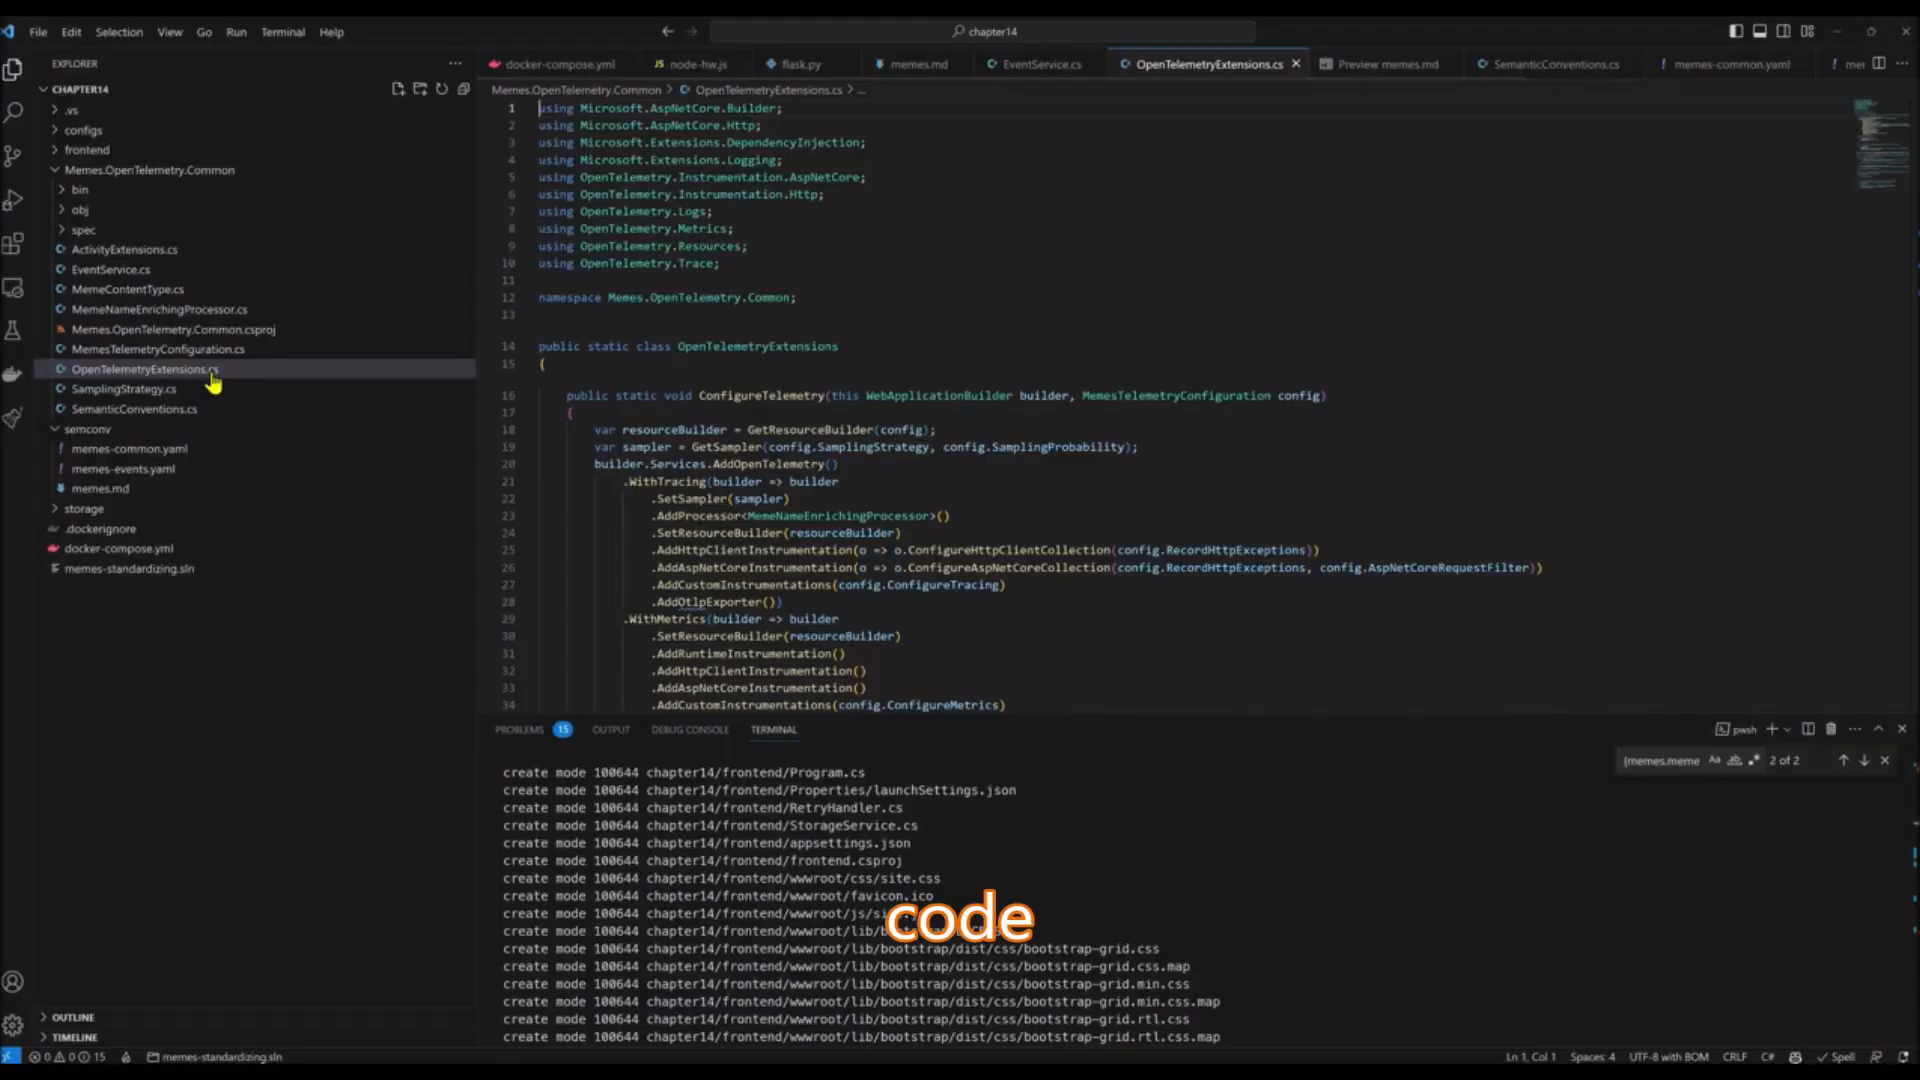 File Edit Selection View Go Run Terminal Help
chapter14
EXPLORER
CHAPTER14
.vs
configs
frontend
Memes.OpenTelemetry.Common
bin
obj
spec
ActivityExtensions.cs
EventService.cs
MemeContentType.cs
MemeNameEnrichingProcessor.cs
Memes.OpenTelemetry.Common.csproj
MemesTelemetryConfiguration.cs
OpenTelemetryExtensions.cs
SamplingStrategy.cs
SemanticConventions.cs
semconv
memes-common.yaml
memes-events.yaml
memes.md
storage
.dockerignore
docker-compose.yml
memes-standardizing.sln
OUTLINE
TIMELINE
docker-compose.yml node-hw.js flask.py memes.md EventService.cs OpenTelemetryExtensions.cs Preview memes.md SemanticConventions.cs memes-common.yaml
Memes.OpenTelemetry.Common > OpenTelemetryExtensions.cs > ...
1 using Microsoft.AspNetCore.Builder;
2 using Microsoft.AspNetCore.Http;
3 using Microsoft.Extensions.DependencyInjection;
4 using Microsoft.Extensions.Logging;
5 using OpenTelemetry.Instrumentation.AspNetCore;
6 using OpenTelemetry.Instrumentation.Http;
7 using OpenTelemetry.Logs;
8 using OpenTelemetry.Metrics;
9 using OpenTelemetry.Resources;
10 using OpenTelemetry.Trace;
11
12 namespace Memes.OpenTelemetry.Common;
13
14 public static class OpenTelemetryExtensions
15 {
16 public static void ConfigureTelemetry(this WebApplicationBuilder builder, MemesTelemetryConfiguration config)
17 {
18 var resourceBuilder = GetResourceBuilder(config);
19 var sampler = GetSampler(config.SamplingStrategy, config.SamplingProbability);
20 builder.Services.AddOpenTelemetry()
21 .WithTracing(builder => builder
22 .SetSampler(sampler)
23 .AddProcessor<MemeNameEnrichingProcessor>()
24 .SetResourceBuilder(resourceBuilder)
25 .AddHttpClientInstrumentation(o => o.ConfigureHttpClientCollection(config.RecordHttpExceptions))
26 .AddAspNetCoreInstrumentation(o => o.ConfigureAspNetCoreCollection(config.RecordHttpExceptions, config.AspNetCoreRequestFilter))
27 .AddCustomInstrumentations(config.ConfigureTracing)
28 .AddOtlpExporter())
29 .WithMetrics(builder => builder
30 .SetResourceBuilder(resourceBuilder)
31 .AddRuntimeInstrumentation()
32 .AddHttpClientInstrumentation()
33 .AddAspNetCoreInstrumentation()
34 .AddCustomInstrumentations(config.ConfigureMetrics)
PROBLEMS 15 OUTPUT DEBUG CONSOLE TERMINAL
pwsh
(memes.meme Aa ab 2 of 2
create mode 100644 chapter14/frontend/Program.cs
create mode 100644 chapter14/frontend/Properties/launchSettings.json
create mode 100644 chapter14/frontend/RetryHandler.cs
create mode 100644 chapter14/frontend/StorageService.cs
create mode 100644 chapter14/frontend/appsettings.json
create mode 100644 chapter14/frontend/frontend.csproj
create mode 100644 chapter14/frontend/wwwroot/css/site.css
create mode 100644 chapter14/frontend/wwwroot/favicon.ico
create mode 100644 chapter14/frontend/wwwroot/js/
create mode 100644 chapter14/frontend/wwwroot/lib/
create mode 100644 chapter14/frontend/wwwroot/lib/bootstrap/dist/css/bootstrap-grid.css
create mode 100644 chapter14/frontend/wwwroot/lib/bootstrap/dist/css/bootstrap-grid.css.map
create mode 100644 chapter14/frontend/wwwroot/lib/bootstrap/dist/css/bootstrap-grid.min.css
create mode 100644 chapter14/frontend/wwwroot/lib/bootstrap/dist/css/bootstrap-grid.min.css.map
create mode 100644 chapter14/frontend/wwwroot/lib/bootstrap/dist/css/bootstrap-grid.rtl.css
create mode 100644 chapter14/frontend/wwwroot/lib/bootstrap/dist/css/bootstrap-grid.rtl.css.map
code
0 0 15 memes-standardizing.sln Ln 1, Col 1 Spaces: 4 UTF-8 with BOM CRLF C# Spell